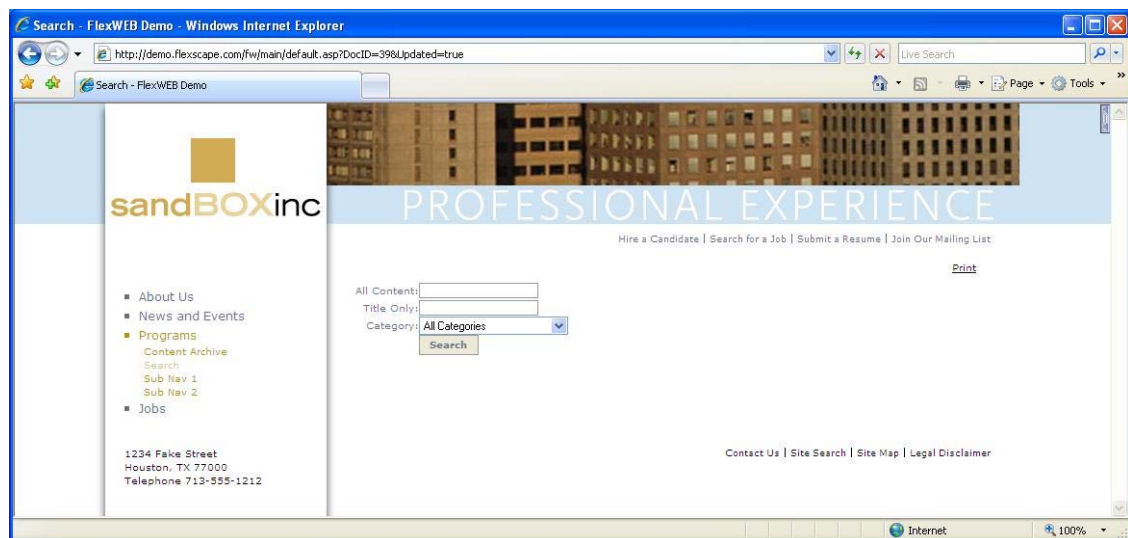 Search - FlexWEB Demo - Windows Internet Explorer
http://demo.flexscape.com/fw/main/default.asp?DocID=398&Updated=true
Live Search
Search - FlexWEB Demo
Page
Tools
sandBOXinc
PROFESSIONAL EXPERIENCE
Hire a Candidate | Search for a Job | Submit a Resume | Join Our Mailing List
Print
All Content:
Title Only:
Category: All Categories
Search
About Us
News and Events
Programs
Content Archive
Search
Sub Nav 1
Sub Nav 2
Jobs
1234 Fake Street
Houston, TX 77000
Telephone 713-555-1212
Contact Us | Site Search | Site Map | Legal Disclaimer
Internet
100%